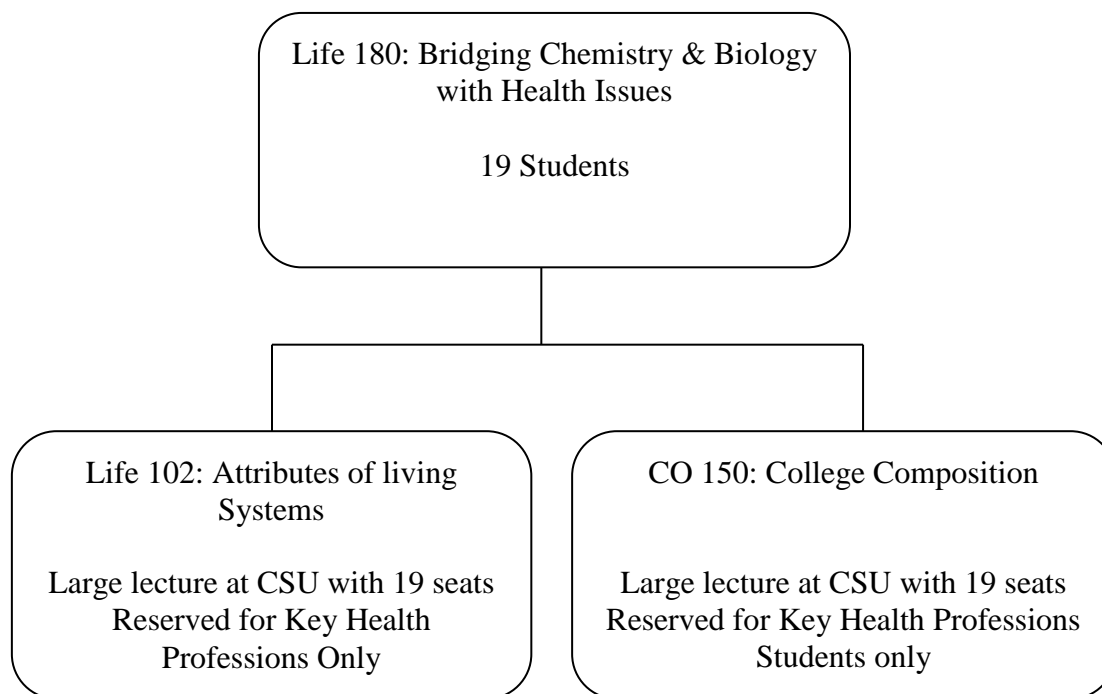 Life 180: Bridging Chemistry & Biology
with Health Issues
19 Students
Life 102: Attributes of living
Systems
Large lecture at CSU with 19 seats
Reserved for Key Health
Professions Only
CO 150: College Composition
Large lecture at CSU with 19 seats
Reserved for Key Health Professions
Students only